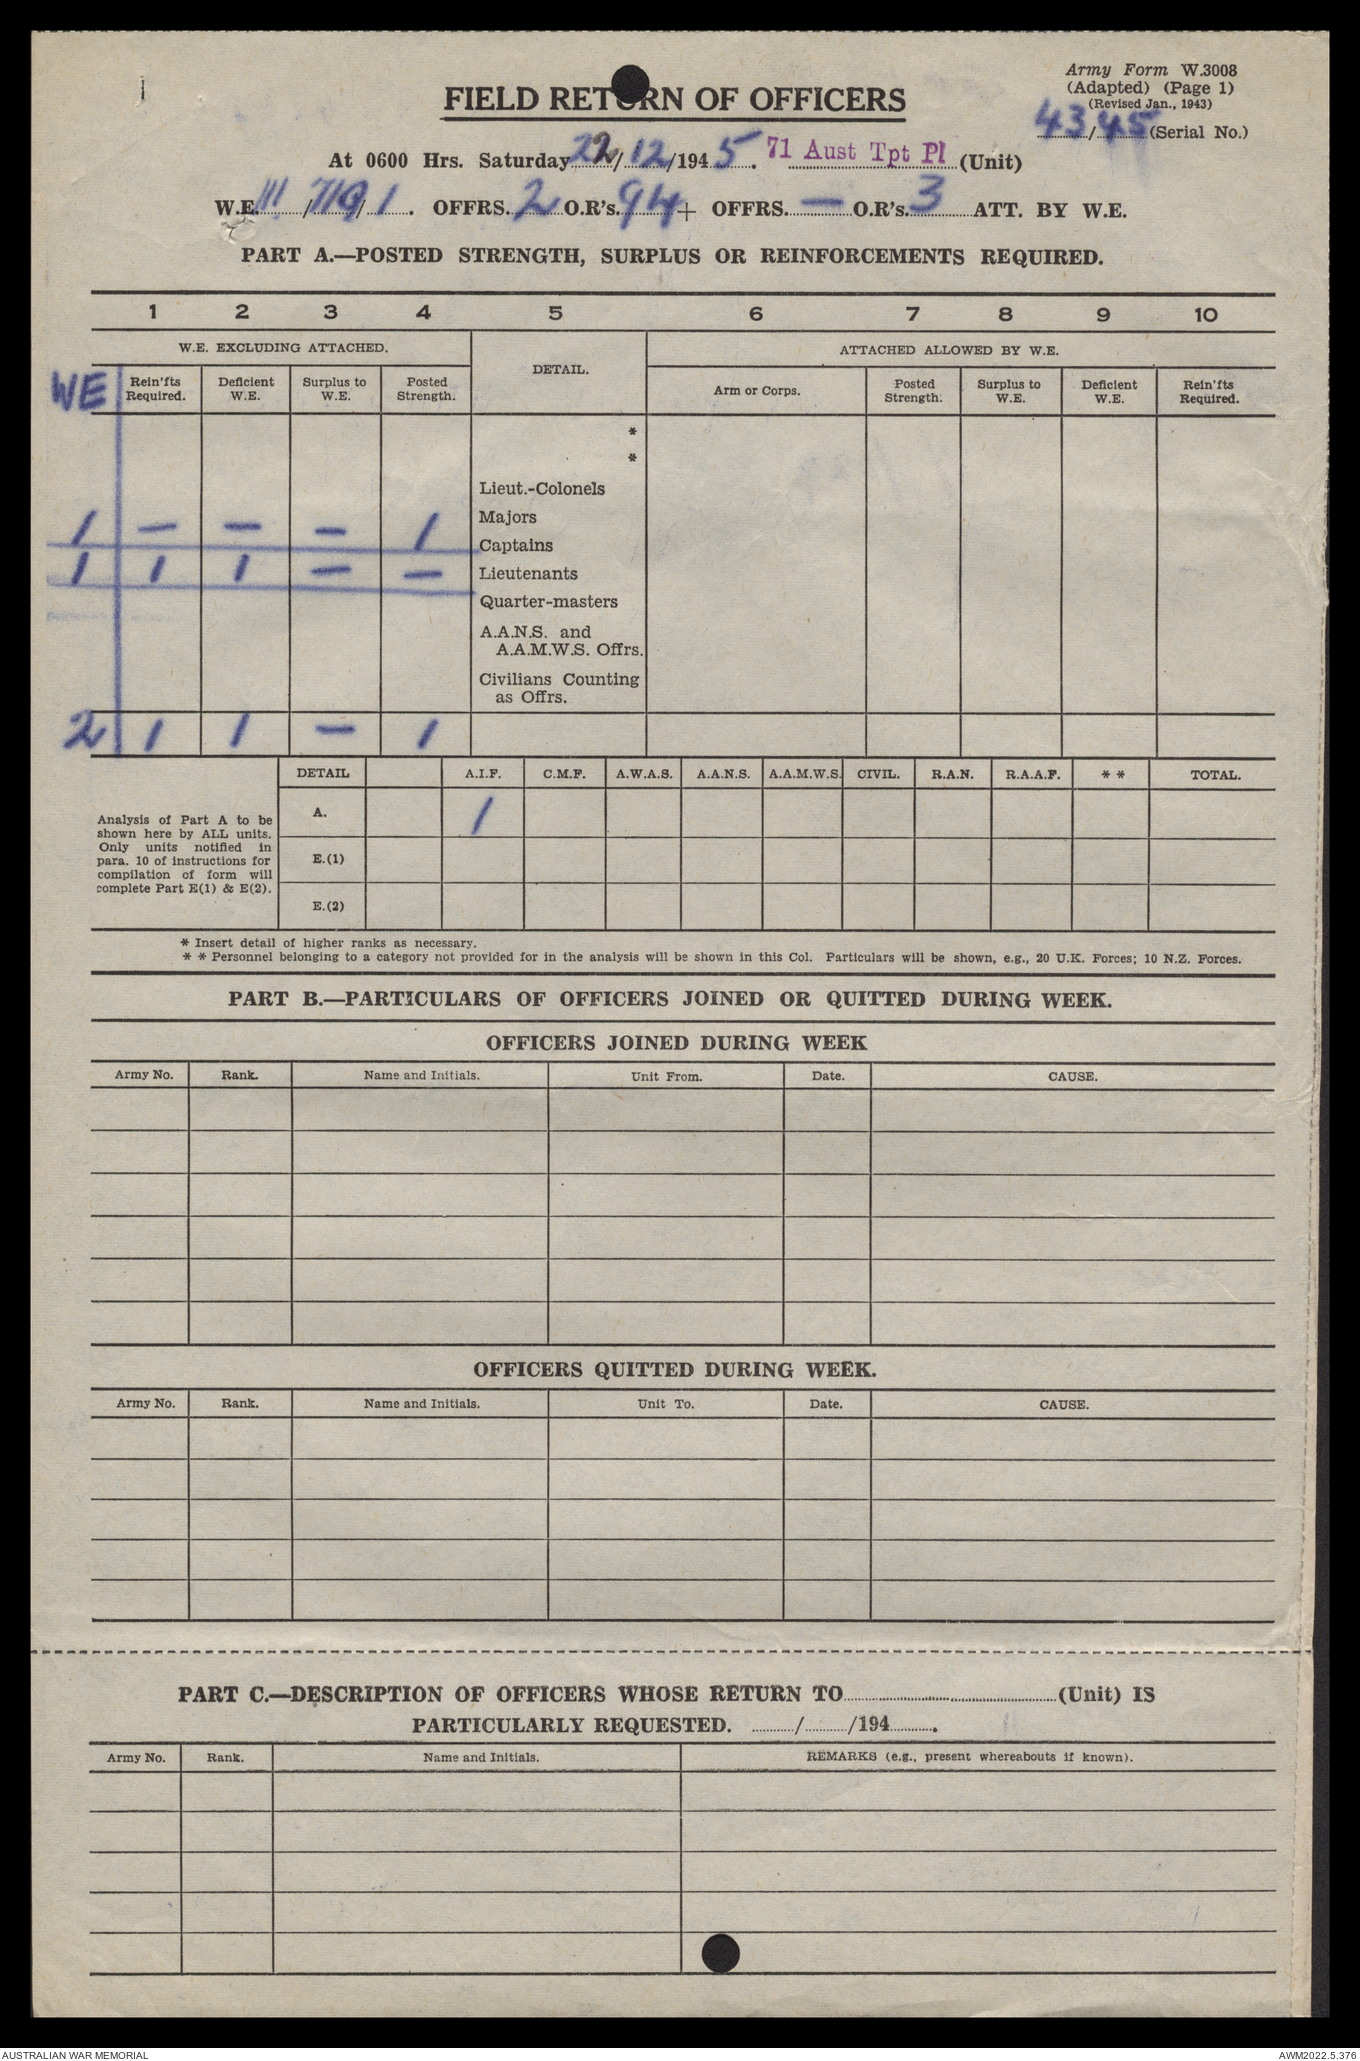 Army Form W.3008
(Adapted) (Page 1)
(Revised Jan., 1943)
FIELD RETURN OF OFFICERS
43/45 (Serial No.)
At 0600 Hrs. Saturday 22/12/1945. 71 Aust Tpt Pl (Unit)
W.E. III/719/1. OFFRS. 2 O.R's. 94 + OFFRS. — O.R's. 3 ATT. BY W.E.
PART A.—POSTED STRENGTH, SURPLUS OR REINFORCEMENTS REQUIRED.
1 2 3 4 5 6 7 8 9 10
W.E. EXCLUDING ATTACHED. DETAIL. ATTACHED ALLOWED BY W.E.
WE Rein'fts Required. Deficient W.E. Surplus to W.E. Posted Strength. Arm or Corps. Posted Strength. Surplus to W.E. Deficient W.E. Rein'fts Required.
*
*
Lieut.-Colonels
Majors
1 — — — 1 Captains
1 1 1 — — Lieutenants
Quarter-masters
A.A.N.S. and
A.A.M.W.S. Offrs.
Civilians Counting
as Offrs.
2 1 1 — 1
DETAIL A.I.F. C.M.F. A.W.A.S. A.A.N.S. A.A.M.W.S. CIVIL. R.A.N. R.A.A.F. * * TOTAL.
Analysis of Part A to be
shown here by ALL units.
Only units notified in
para. 10 of instructions for
compilation of form will
complete Part E(1) & E(2).
A. 1
E.(1)
E.(2)
* Insert detail of higher ranks as necessary.
* * Personnel belonging to a category not provided for in the analysis will be shown in this Col. Particulars will be shown, e.g., 20 U.K. Forces; 10 N.Z. Forces.
PART B.—PARTICULARS OF OFFICERS JOINED OR QUITTED DURING WEEK.
OFFICERS JOINED DURING WEEK
Army No. Rank. Name and Initials. Unit From. Date. CAUSE.
OFFICERS QUITTED DURING WEEK.
Army No. Rank. Name and Initials. Unit To. Date. CAUSE.
PART C.—DESCRIPTION OF OFFICERS WHOSE RETURN TO (Unit) IS
PARTICULARLY REQUESTED. / /194 .
Army No. Rank. Name and Initials. REMARKS (e.g., present whereabouts if known).
AUSTRALIAN WAR MEMORIAL AWM2022.5.376